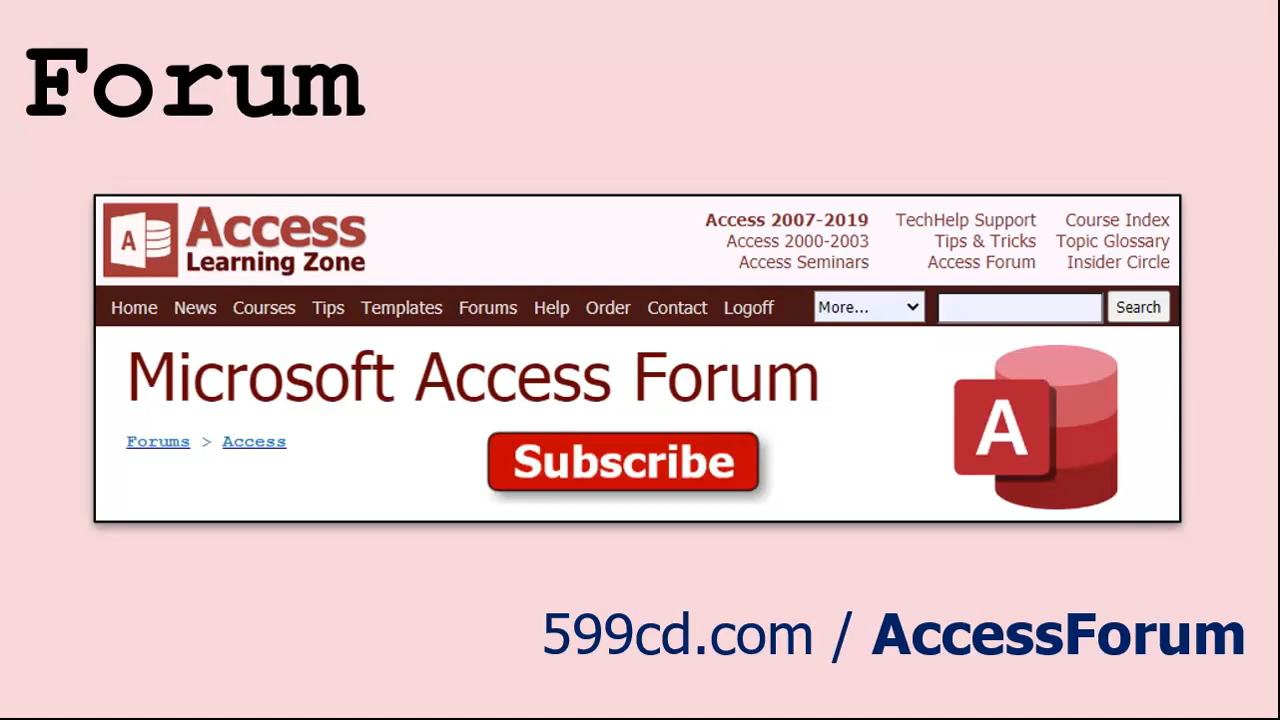 Forum
A
Access
Learning Zone
Access 2007-2019 TechHelp Support Course Index
Access 2000-2003 Tips & Tricks Topic Glossary
Access Seminars Access Forum Insider Circle
Home News Courses Tips Templates Forums Help Order Contact Logoff More... Search
Microsoft Access Forum
Forums > Access
Subscribe
A
599cd.com / AccessForum